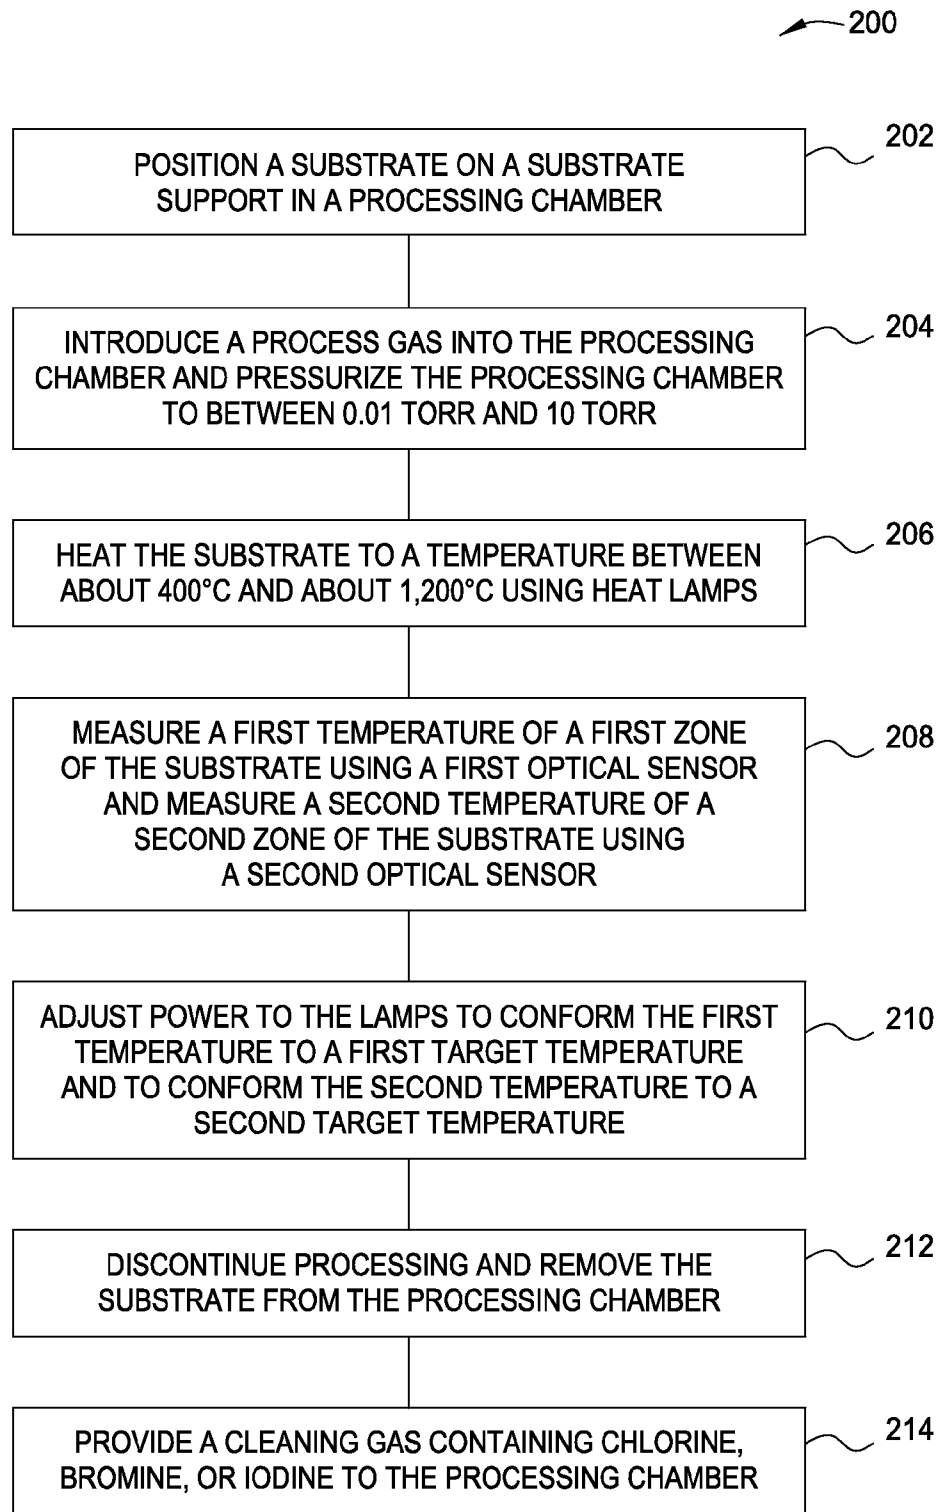 200
202
POSITION A SUBSTRATE ON A SUBSTRATE
SUPPORT IN A PROCESSING CHAMBER
204
INTRODUCE A PROCESS GAS INTO THE PROCESSING
CHAMBER AND PRESSURIZE THE PROCESSING CHAMBER
TO BETWEEN 0.01 TORR AND 10 TORR
206
HEAT THE SUBSTRATE TO A TEMPERATURE BETWEEN
ABOUT 400°C AND ABOUT 1,200°C USING HEAT LAMPS
208
MEASURE A FIRST TEMPERATURE OF A FIRST ZONE
OF THE SUBSTRATE USING A FIRST OPTICAL SENSOR
AND MEASURE A SECOND TEMPERATURE OF A
SECOND ZONE OF THE SUBSTRATE USING
A SECOND OPTICAL SENSOR
210
ADJUST POWER TO THE LAMPS TO CONFORM THE FIRST
TEMPERATURE TO A FIRST TARGET TEMPERATURE
AND TO CONFORM THE SECOND TEMPERATURE TO A
SECOND TARGET TEMPERATURE
212
DISCONTINUE PROCESSING AND REMOVE THE
SUBSTRATE FROM THE PROCESSING CHAMBER
214
PROVIDE A CLEANING GAS CONTAINING CHLORINE,
BROMINE, OR IODINE TO THE PROCESSING CHAMBER